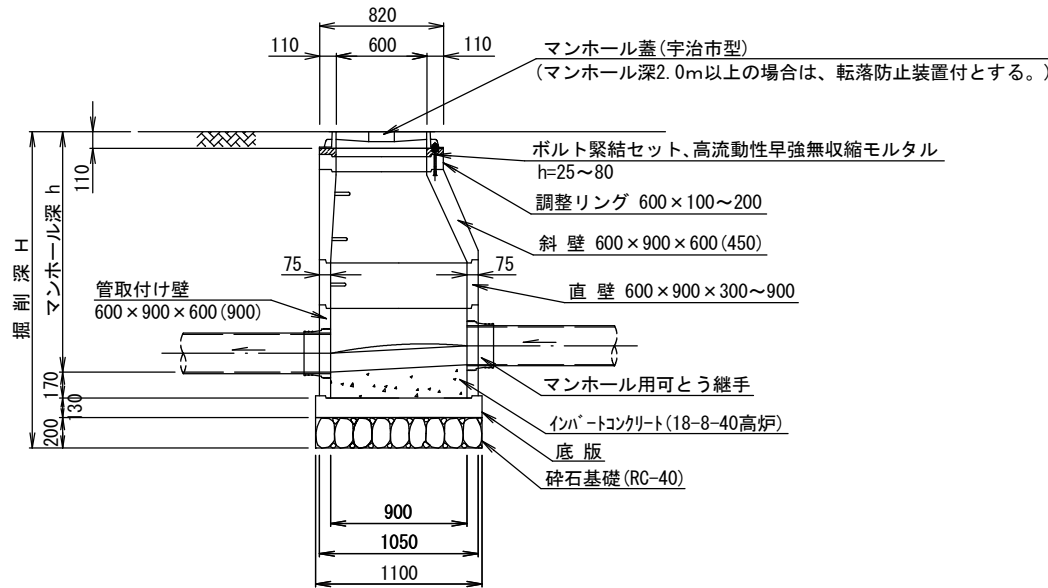 820
110
600
110
マンホール蓋(宇治市型)
(マンホール深2.0m以上の場合は、転落防止装置付とする。)
110
ボルト緊結セット、高流動性早強無収縮モルタル
h=25～80
調整リング 600×100～200
斜 壁 600×900×600(450)
マンホール深 h
掘 削 深 H
75
75
直 壁 600×900×300～900
管取付け壁
600×900×600(900)
マンホール用可とう継手
170
130
200
インバートコンクリート(18-8-40高炉)
底 版
砕石基礎(RC-40)
900
1050
1100